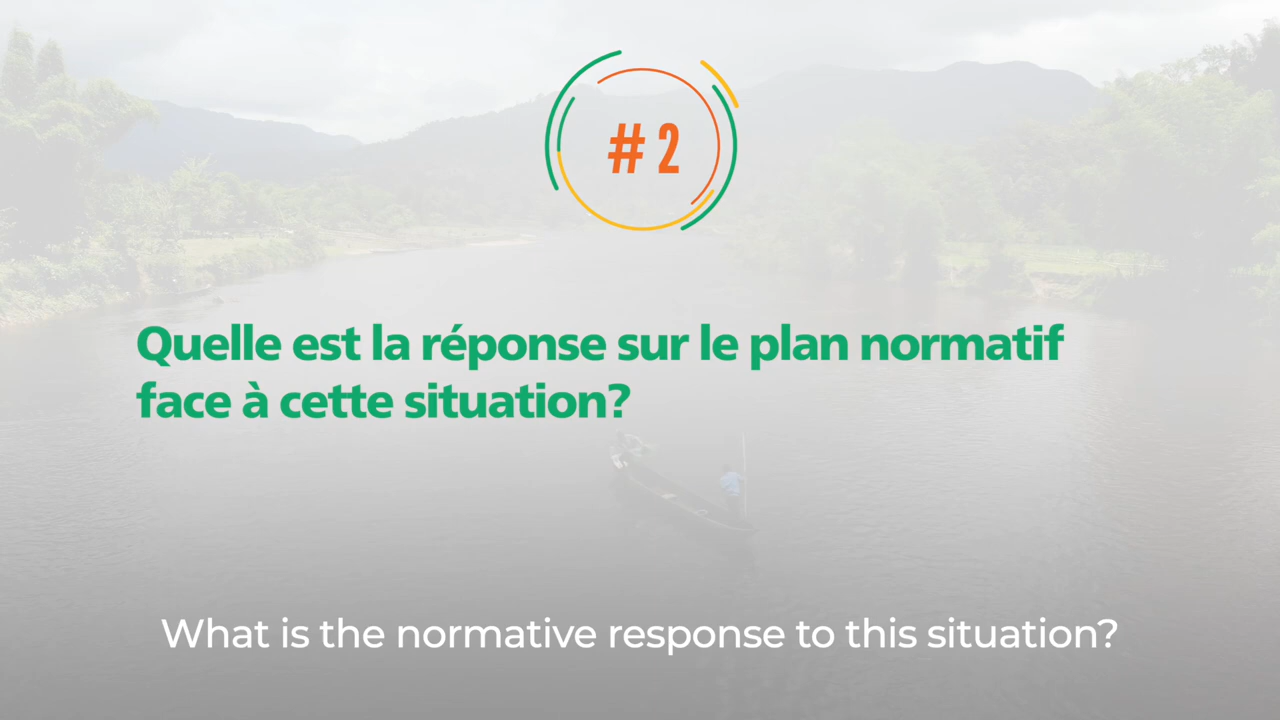 # 2
Quelle est la réponse sur le plan normatif
face à cette situation?
What is the normative response to this situation?